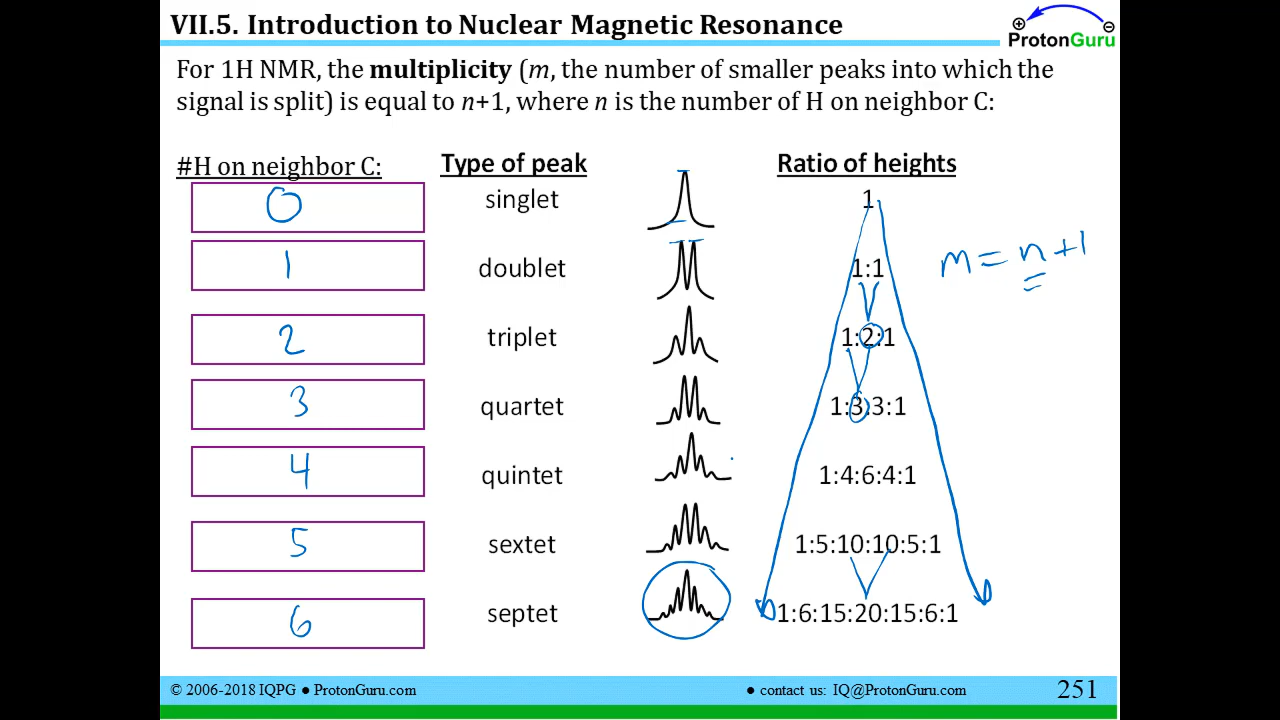 VII.5. Introduction to Nuclear Magnetic Resonance
ProtonGuru
For 1H NMR, the multiplicity (m, the number of smaller peaks into which the
signal is split) is equal to n+1, where n is the number of H on neighbor C:
#H on neighbor C: Type of peak Ratio of heights
0 singlet 1
1 doublet 1:1 m = n+1
2 triplet 1:2:1
3 quartet 1:3:3:1
4 quintet 1:4:6:4:1
5 sextet 1:5:10:10:5:1
6 septet 1:6:15:20:15:6:1
© 2006-2018 IQPG ● ProtonGuru.com ● contact us: IQ@ProtonGuru.com 251